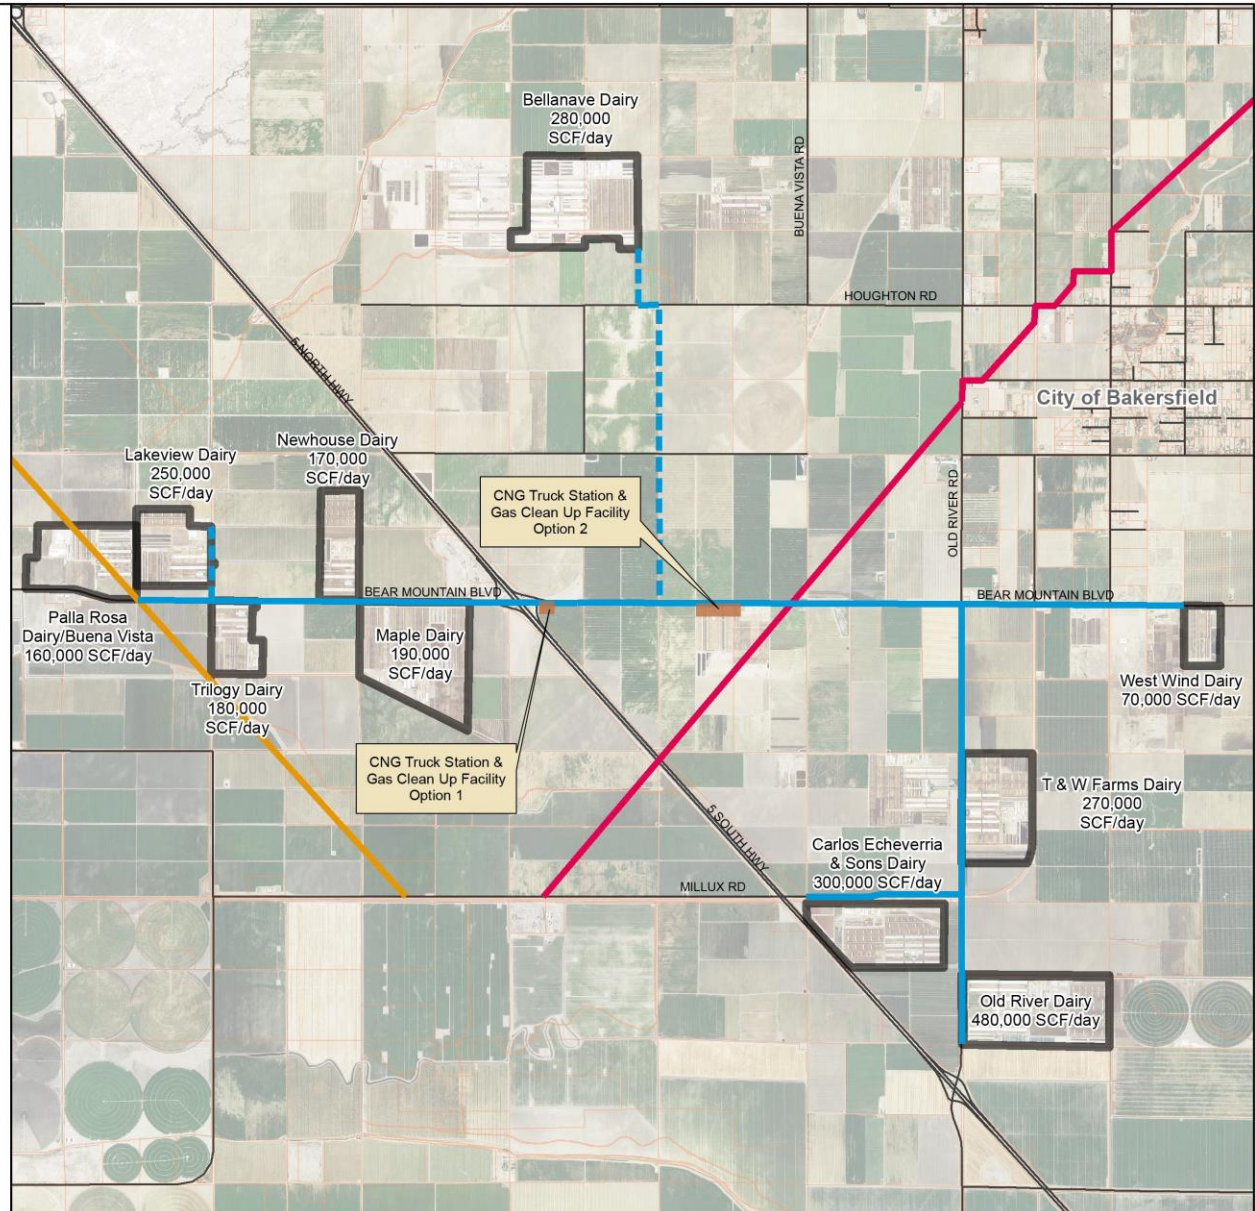 Bellanave Dairy
280,000
SCF/day
BUENA VISTA RD
HOUGHTON RD
5 NORTH HWY
City of Bakersfield
Newhouse Dairy
170,000
SCF/day
Lakeview Dairy
250,000
SCF/day
CNG Truck Station &
Gas Clean Up Facility
Option 2
OLD RIVER RD
BEAR MOUNTAIN BLVD
BEAR MOUNTAIN BLVD
Palla Rosa
Dairy/Buena Vista
160,000 SCF/day
Maple Dairy
190,000
SCF/day
Trilogy Dairy
180,000
SCF/day
West Wind Dairy
70,000 SCF/day
CNG Truck Station &
Gas Clean Up Facility
Option 1
T & W Farms Dairy
270,000
SCF/day
5 SOUTH HWY
Carlos Echeverria
& Sons Dairy
300,000 SCF/day
MILLUX RD
Old River Dairy
480,000 SCF/day